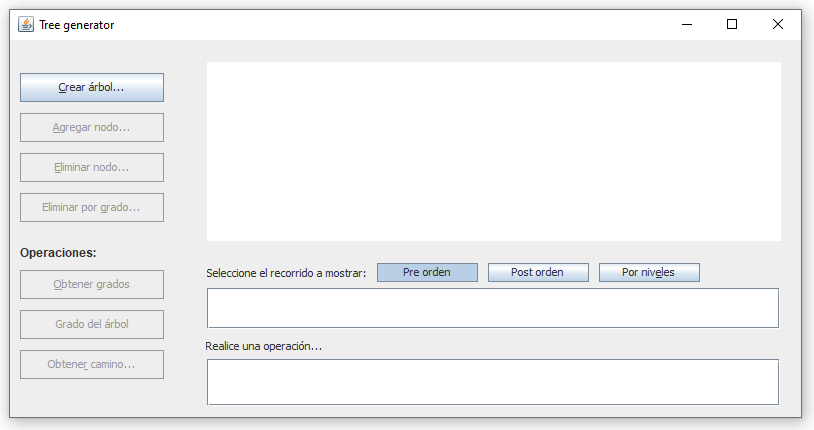 Tree generator
Crear árbol...
Agregar nodo...
Eliminar nodo...
Eliminar por grado...
Operaciones:
Obtener grados
Grado del árbol
Obtener camino...
Seleccione el recorrido a mostrar: Pre orden Post orden Por niveles
Realice una operación...